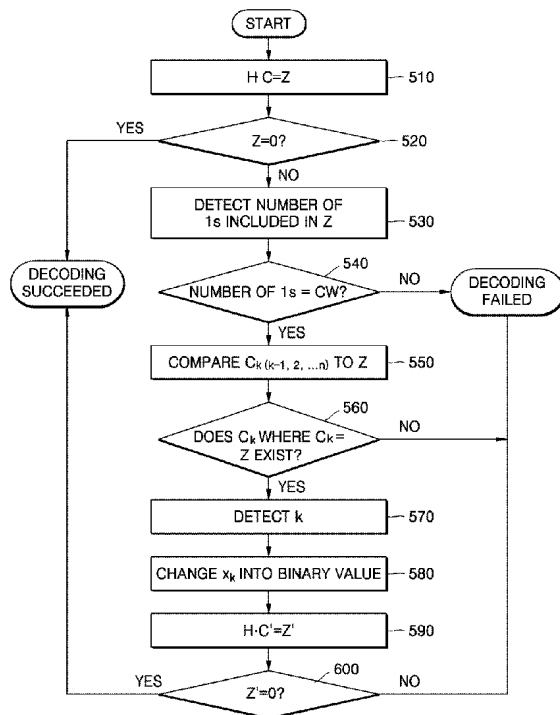 START
H C=Z
510
YES
Z=0?
520
NO
DETECT NUMBER OF
1s INCLUDED IN Z
530
540
DECODING
SUCCEEDED
NUMBER OF 1s = CW?
NO
DECODING
FAILED
YES
COMPARE Ck (k-1, 2, ...n) TO Z
550
560
DOES Ck WHERE Ck =
Z EXIST?
NO
YES
DETECT k
570
CHANGE xk INTO BINARY VALUE
580
H·C'=Z'
590
600
YES
Z'=0?
NO